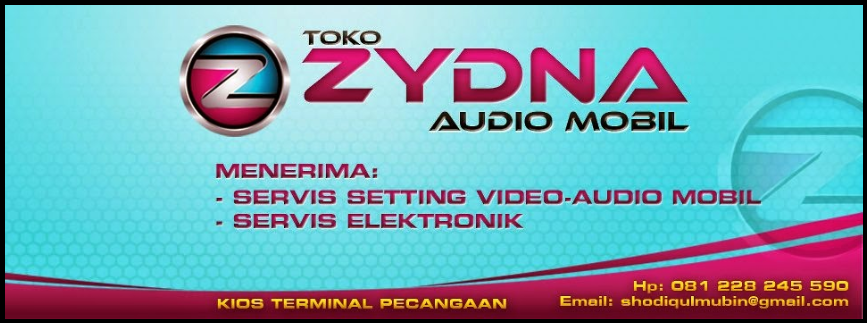 TOKO
ZYDNA
AUDIO MOBIL
MENERIMA:
- SERVIS SETTING VIDEO-AUDIO MOBIL
- SERVIS ELEKTRONIK
KIOS TERMINAL PECANGAAN
Hp: 081 228 245 590
Email: shodiqulmubin@gmail.com